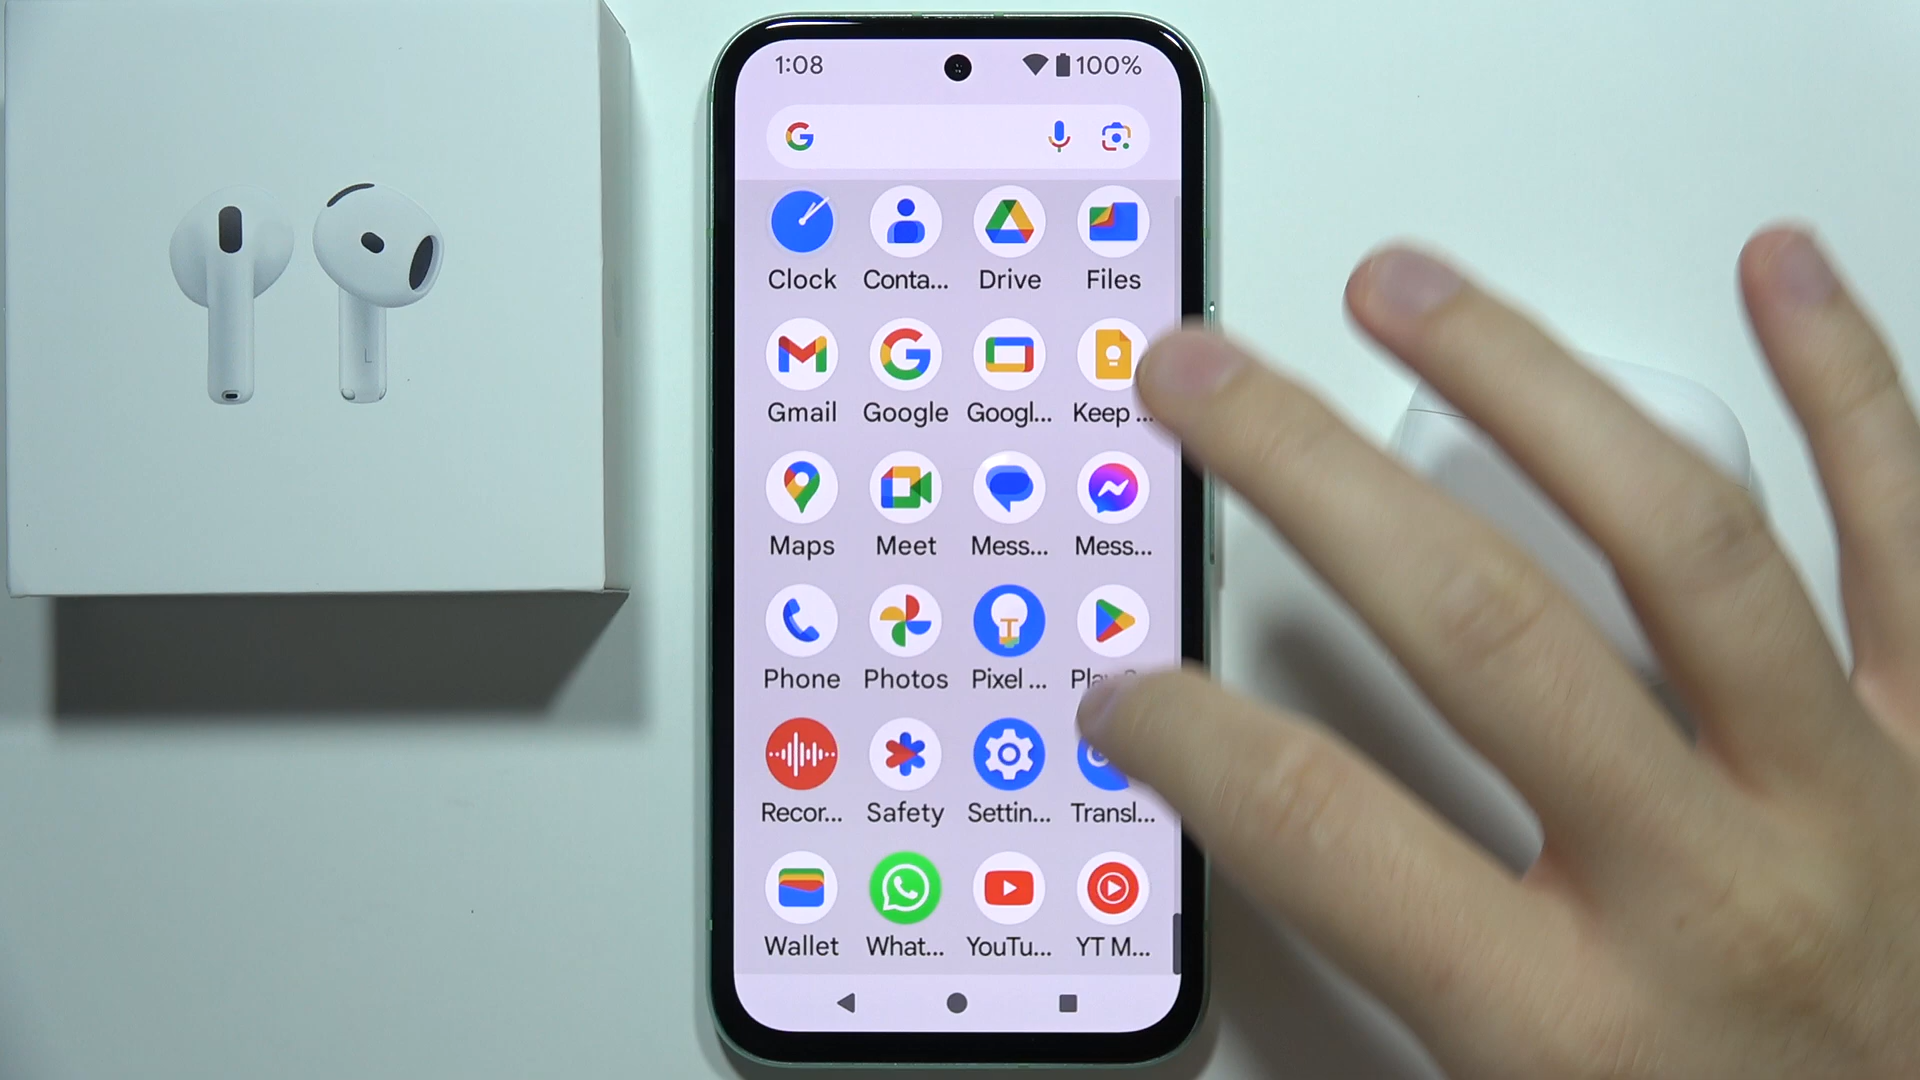 1:08 100%
Clock Conta... Drive Files
Gmail Google Googl... Keep ...
Maps Meet Mess... Mess...
Phone Photos Pixel ... Play
Recor... Safety Settin... Transl...
Wallet What... YouTu... YT M...
L